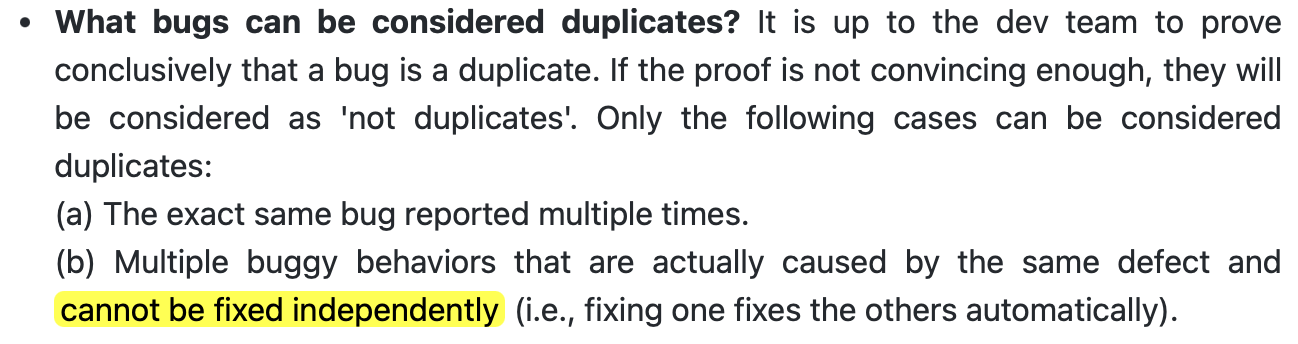 • What bugs can be considered duplicates? It is up to the dev team to prove
conclusively that a bug is a duplicate. If the proof is not convincing enough, they will
be considered as 'not duplicates'. Only the following cases can be considered
duplicates:
(a) The exact same bug reported multiple times.
(b) Multiple buggy behaviors that are actually caused by the same defect and
cannot be fixed independently (i.e., fixing one fixes the others automatically).